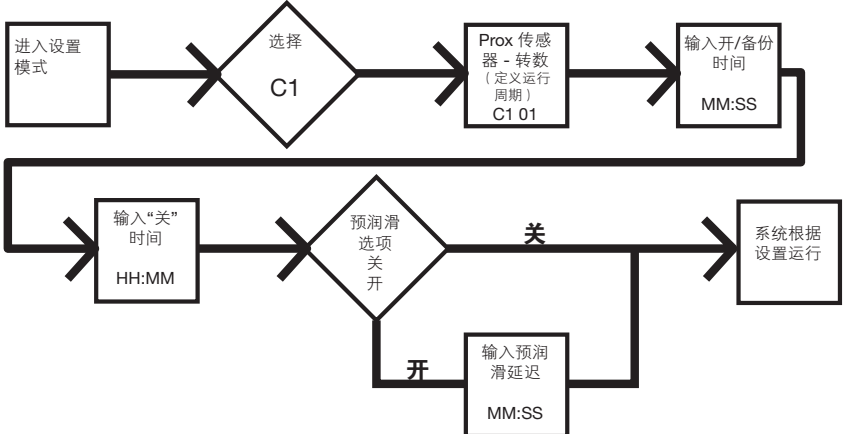 进入设置
模式
选择
C1
Prox 传感
器 - 转数
（定义运行
周期）
C1 01
输入开/备份
时间
MM:SS
输入“关”
时间
HH:MM
预润滑
选项
关
开
关
开
输入预润
滑延迟
MM:SS
系统根据
设置运行